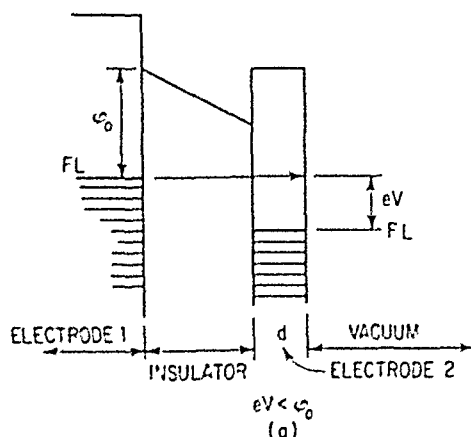 φ₀
FL
eV
FL
ELECTRODE 1
INSULATOR
d
VACUUM
ELECTRODE 2
eV < φ₀
(a)